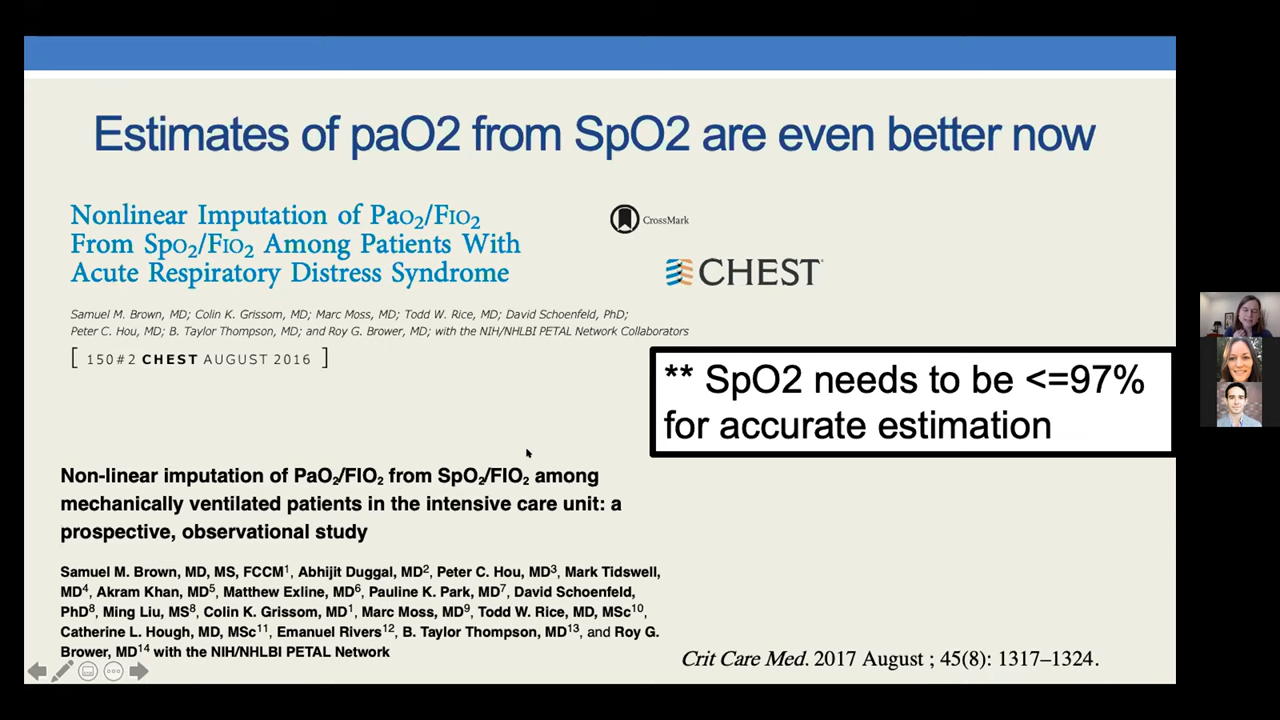 Estimates of paO2 from SpO2 are even better now
Nonlinear Imputation of PaO2/FIO2
From SpO2/FIO2 Among Patients With
Acute Respiratory Distress Syndrome
CrossMark
CHEST
Samuel M. Brown, MD; Colin K. Grissom, MD; Marc Moss, MD; Todd W. Rice, MD; David Schoenfeld, PhD;
Peter C. Hou, MD; B. Taylor Thompson, MD; and Roy G. Brower, MD; with the NIH/NHLBI PETAL Network Collaborators
[ 150#2 CHEST AUGUST 2016 ]
** SpO2 needs to be <=97%
for accurate estimation
Non-linear imputation of PaO2/FIO2 from SpO2/FIO2 among
mechanically ventilated patients in the intensive care unit: a
prospective, observational study
Samuel M. Brown, MD, MS, FCCM1, Abhijit Duggal, MD2, Peter C. Hou, MD3, Mark Tidswell,
MD4, Akram Khan, MD5, Matthew Exline, MD6, Pauline K. Park, MD7, David Schoenfeld,
PhD8, Ming Liu, MS8, Colin K. Grissom, MD1, Marc Moss, MD9, Todd W. Rice, MD, MSc10,
Catherine L. Hough, MD, MSc11, Emanuel Rivers12, B. Taylor Thompson, MD13, and Roy G.
Brower, MD14 with the NIH/NHLBI PETAL Network
Crit Care Med. 2017 August ; 45(8): 1317–1324.